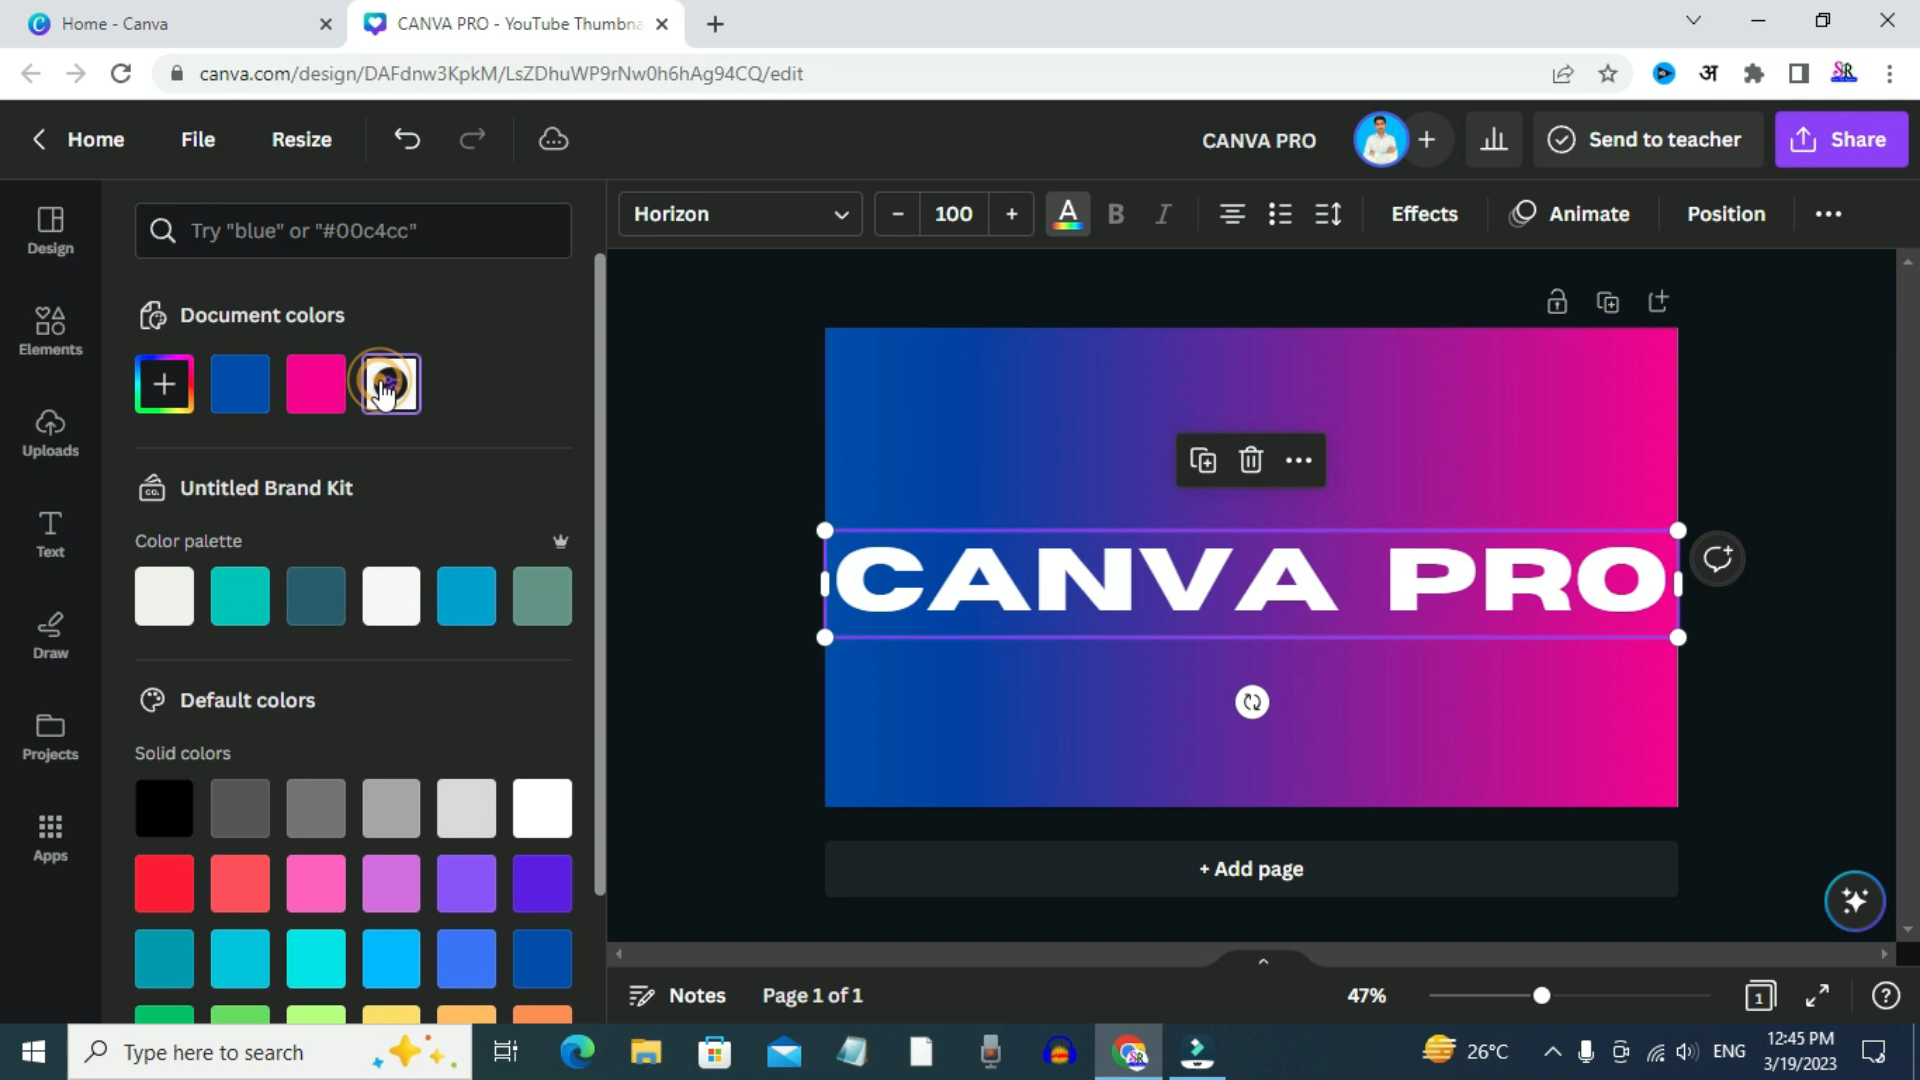 Home - Canva
CANVA PRO - YouTube Thumbna
canva.com/design/DAFdnw3KpkM/LsZDhuWP9rNw0h6hAg94CQ/edit
अ
SR
Home
File
Resize
CANVA PRO
Send to teacher
Share
Try "blue" or "#00c4cc"
Horizon
100
A
B
I
Effects
Animate
Position
Design
Elements
Uploads
Text
Draw
Projects
Apps
Document colors
CO.
Untitled Brand Kit
Color palette
Default colors
Solid colors
CANVA PRO
+ Add page
Notes
Page 1 of 1
47%
1
Type here to search
26°C
ENG
12:45 PM
3/19/2023